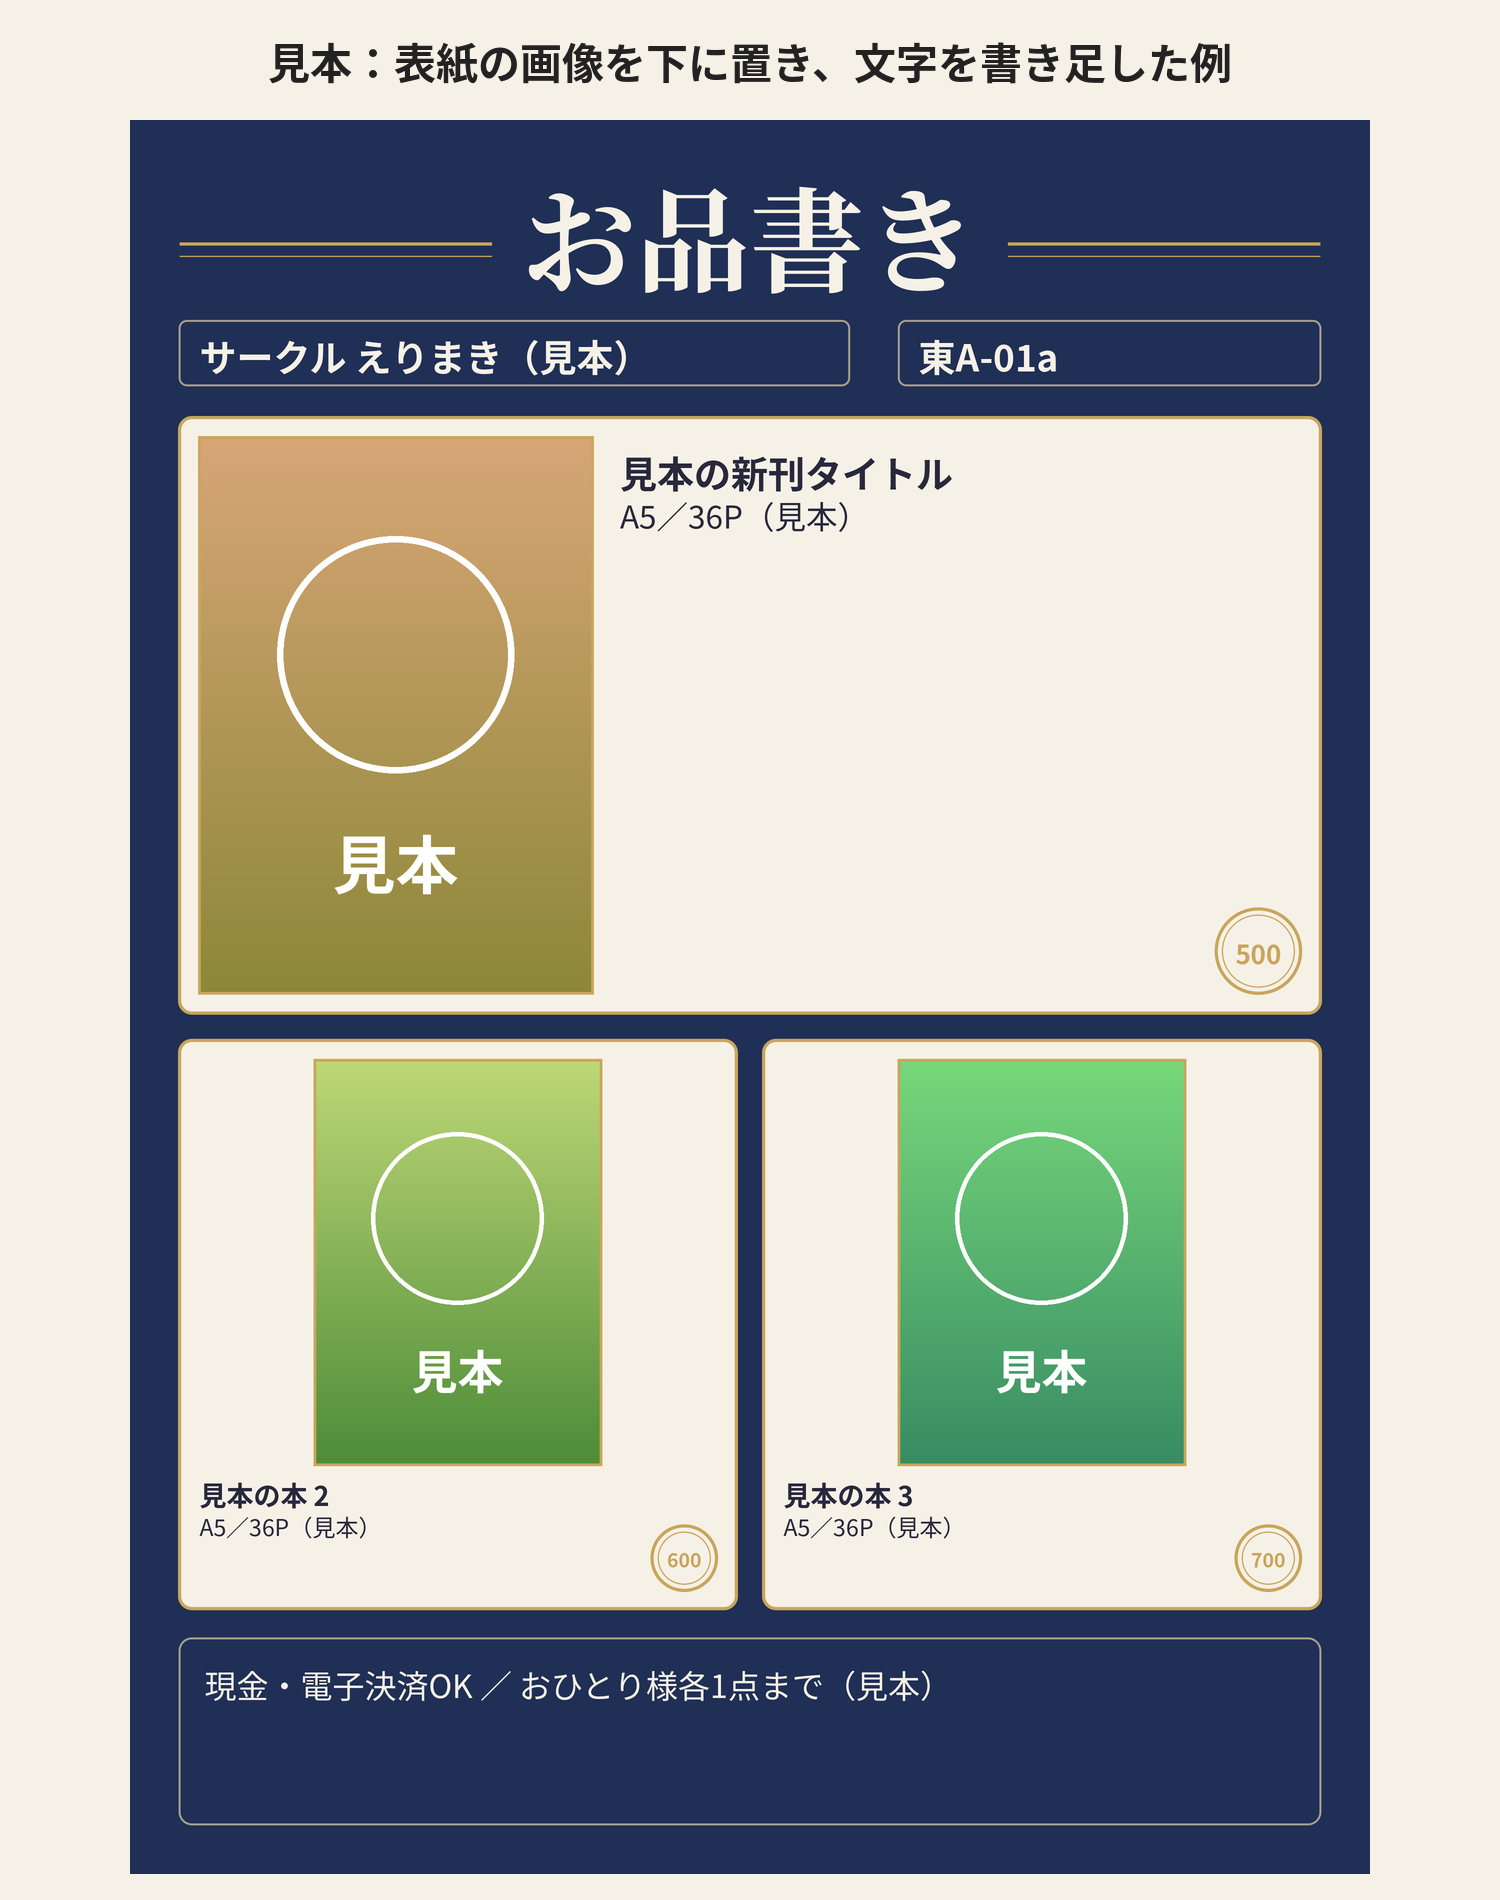 見本：表紙の画像を下に置き、文字を書き足した例
お品書き
サークル えりまき（見本）
東A-01a
見本の新刊タイトル
A5／36P（見本）
見本
500
見本
見本の本 2
A5／36P（見本）
600
見本
見本の本 3
A5／36P（見本）
700
現金・電子決済OK ／ おひとり様各1点まで（見本）